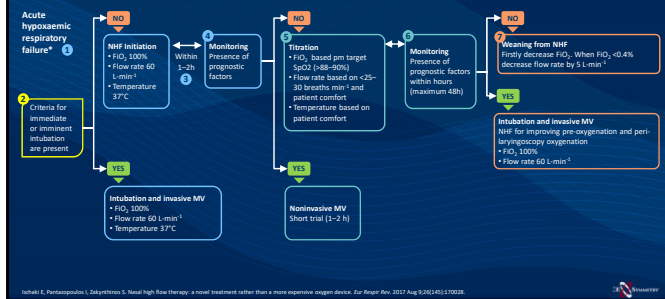 Acute
hypoxaemic
respiratory
failure* 1
2
Criteria for
immediate
or imminent
intubation
are present
NO
NHF Initiation
• FiO₂ 100%
• Flow rate 60
L-min⁻¹
• Temperature
37°C
YES
Intubation and invasive MV
• FiO₂ 100%
• Flow rate 60 L-min⁻¹
• Temperature 37°C
Within
1–2h
3
4
Monitoring
Presence of
prognostic
factors
NO
5
Titration
• FiO₂ based pm target
SpO2 (>88–90%)
• Flow rate based on <25–
30 breaths min⁻¹ and
patient comfort
• Temperature based on
patient comfort
YES
Noninvasive MV
Short trial (1–2 h)
6
Monitoring
Presence of
prognostic factors
within hours
(maximum 48h)
NO
7
Weaning from NHF
Firstly decrease FiO₂. When FiO₂ <0.4%
decrease flow rate by 5 L-min⁻¹
YES
Intubation and invasive MV
NHF for improving pre-oxygenation and peri-
laryngoscopy oxygenation
• FiO₂ 100%
• Flow rate 60 L-min⁻¹
Ischaki E, Pantazopoulos I, Zakynthinos S. Nasal high flow therapy: a novel treatment rather than a more expensive oxygen device. Eur Respir Rev. 2017 Aug 9;26(145):170028.